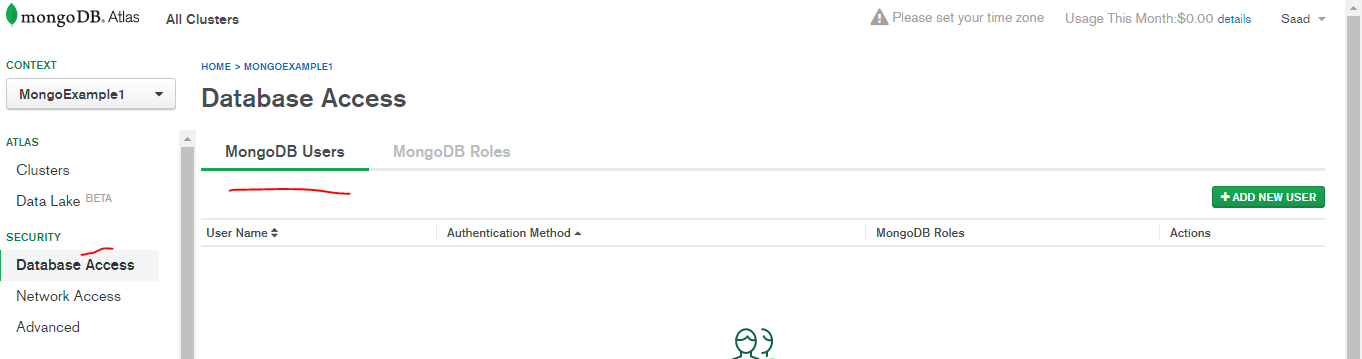 mongoDB. Atlas All Clusters Please set your time zone Usage This Month:$0.00 details Saad
CONTEXT
MongoExample1
ATLAS
Clusters
Data Lake BETA
SECURITY
Database Access
Network Access
Advanced
HOME > MONGOEXAMPLE1
Database Access
MongoDB Users MongoDB Roles
+ ADD NEW USER
User Name Authentication Method MongoDB Roles Actions